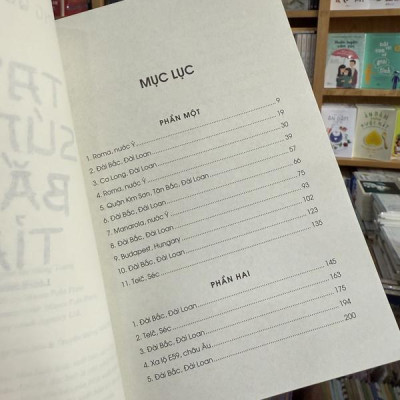 MỤC LỤC
PHẦN MỘT
1. Roma, nước Ý 9
2. Đài Bắc, Đài Loan 19
3. Cơ Long, Đài Loan 30
4. Roma, nước Ý 39
5. Quận Kim Sơn, Tân Bắc, Đài Loan 57
6. Đài Bắc, Đài Loan 66
7. Manarola, nước Ý 75
8. Đài Bắc, Đài Loan 93
9. Budapest, Hungary 102
10. Đài Bắc, Đài Loan 123
11. Telč, Séc 135
PHẦN HAI
1. Đài Bắc, Đài Loan 145
2. Telč, Séc 163
3. Đài Bắc, Đài Loan 175
4. Xa lộ E59, châu Âu 194
5. Đài Bắc, Đài Loan 200